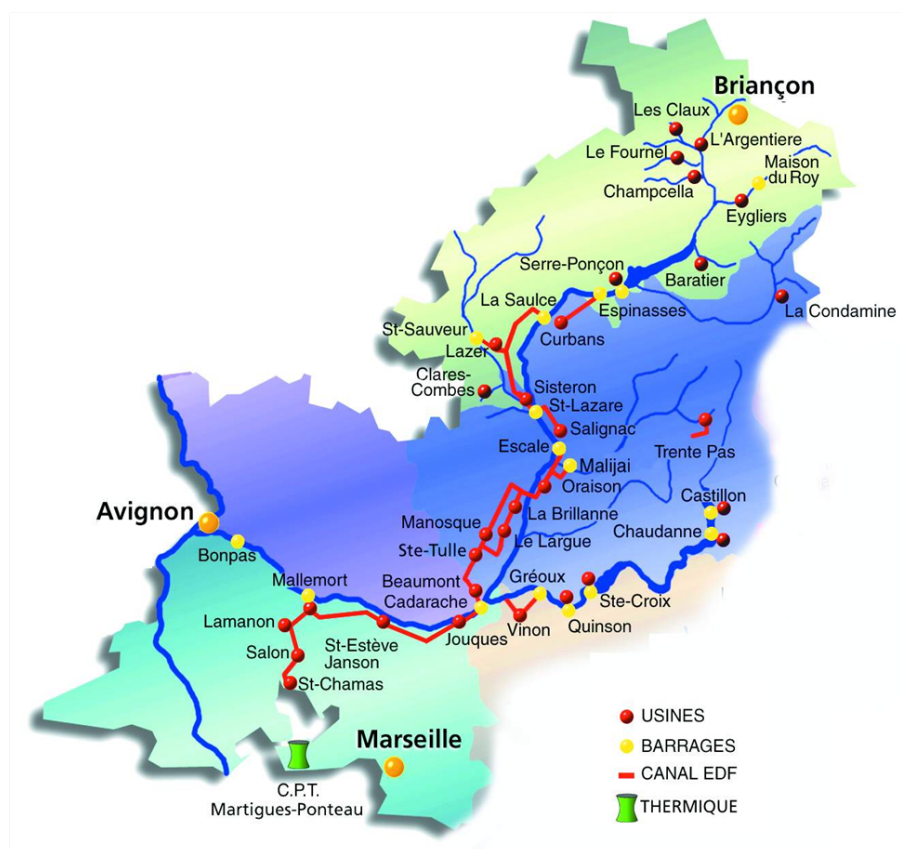 Briançon
Les Claux
L'Argentiere
Le Fournel
Maison
du Roy
Champcella
Eygliers
Serre-Ponçon
Baratier
La Saulce
Espinasses
La Condamine
St-Sauveur
Curbans
Lazer
Clares-
Combes
Sisteron
St-Lazare
Salignac
Escale
Trente Pas
Malijai
Oraison
Castillon
Avignon
La Brillanne
Manosque
Chaudanne
Le Largue
Ste-Tulle
Bonpas
Mallemort
Beaumont
Gréoux
Cadarache
Ste-Croix
Lamanon
Vinon
Quinson
Jouques
St-Estève
Janson
Salon
St-Chamas
USINES
Marseille
BARRAGES
CANAL EDF
C.P.T.
Martigues-Ponteau
THERMIQUE